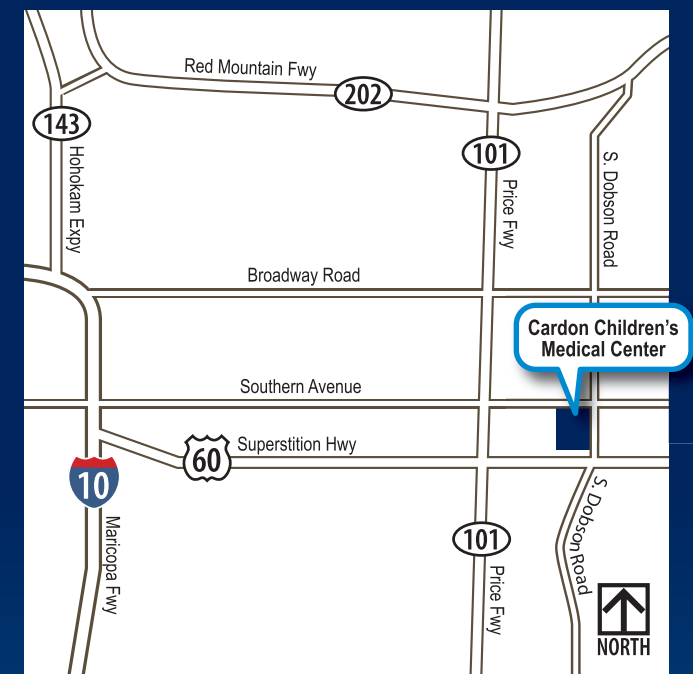 Red Mountain Fwy
202
143
101
Hohokam Expy
Price Fwy
S. Dobson Road
Broadway Road
Cardon Children's
Medical Center
Southern Avenue
Superstition Hwy
60
10
Maricopa Fwy
101
Price Fwy
S. Dobson Road
NORTH